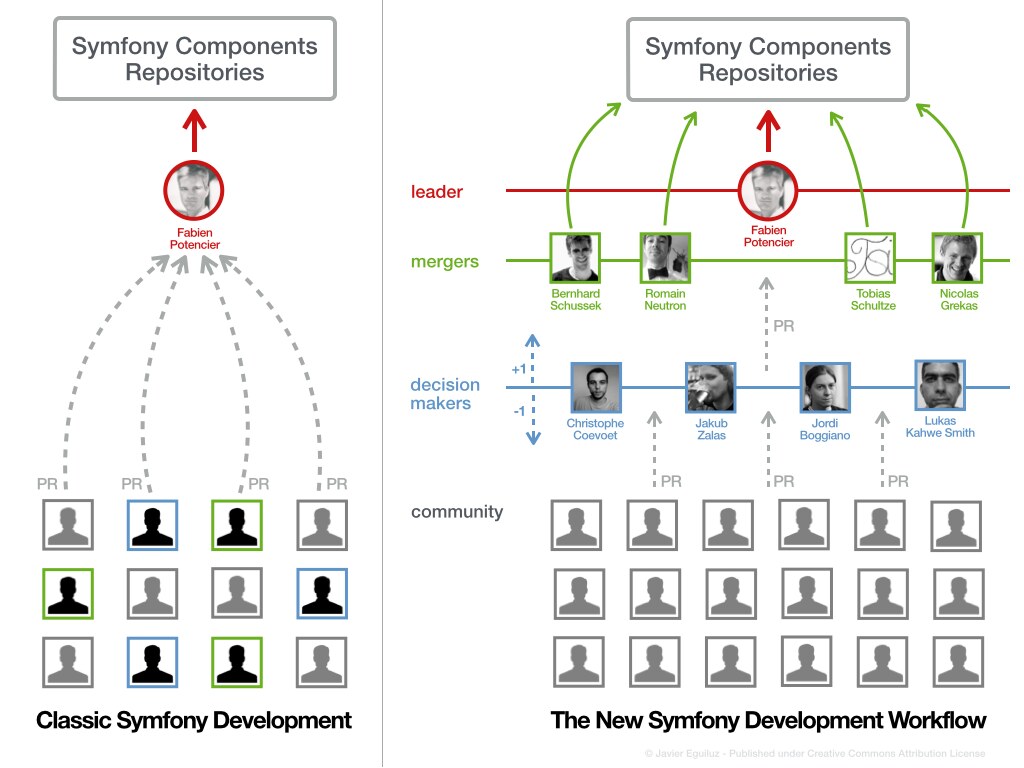 Symfony Components
Repositories
Fabien
Potencier
PR
PR
PR
PR
Classic Symfony Development
Symfony Components
Repositories
leader
Fabien
Potencier
mergers
Bernhard
Schussek
Romain
Neutron
Tobias
Schultze
Nicolas
Grekas
PR
decision
makers
+1
-1
Christophe
Coevoet
Jakub
Zalas
Jordi
Boggiano
Lukas
Kahwe Smith
PR
PR
PR
community
The New Symfony Development Workflow
© Javier Eguiluz - Published under Creative Commons Attribution License